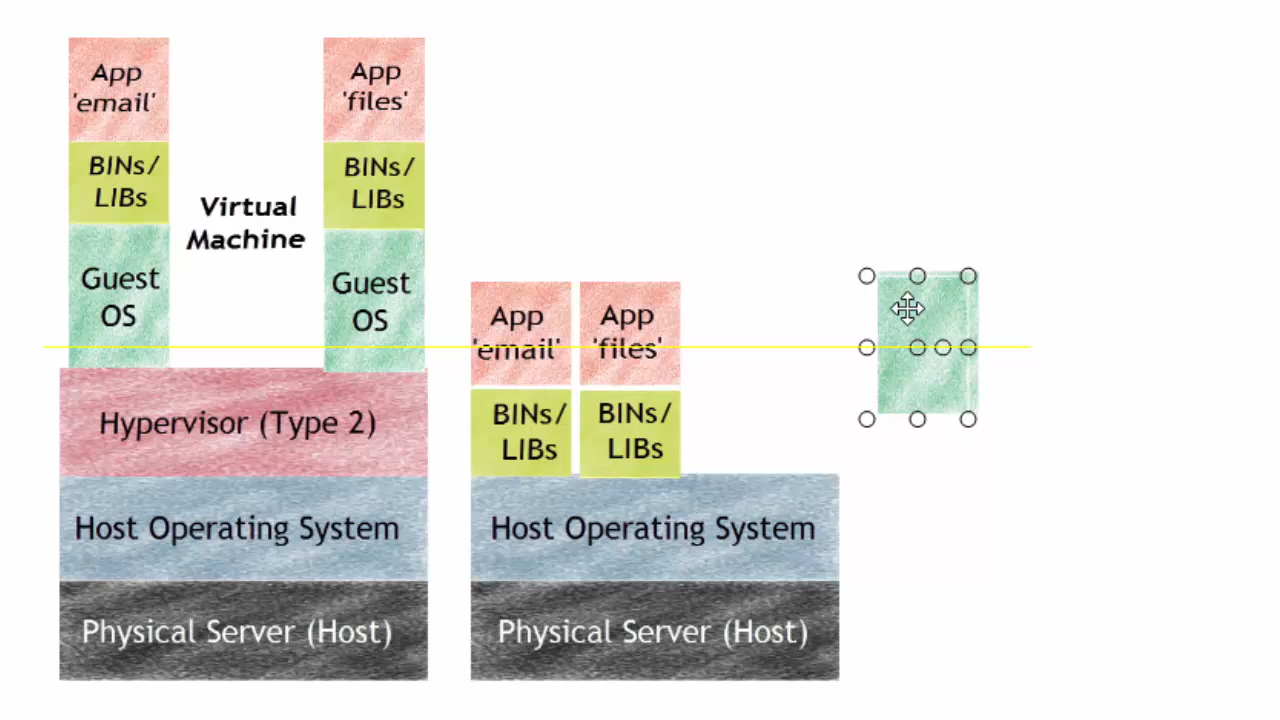 App
'email'
BINs/
LIBs
Guest
OS
Virtual
Machine
App
'files'
BINs/
LIBs
Guest
OS
Hypervisor (Type 2)
Host Operating System
Physical Server (Host)
App
'email'
BINs/
LIBs
App
'files'
BINs/
LIBs
Host Operating System
Physical Server (Host)